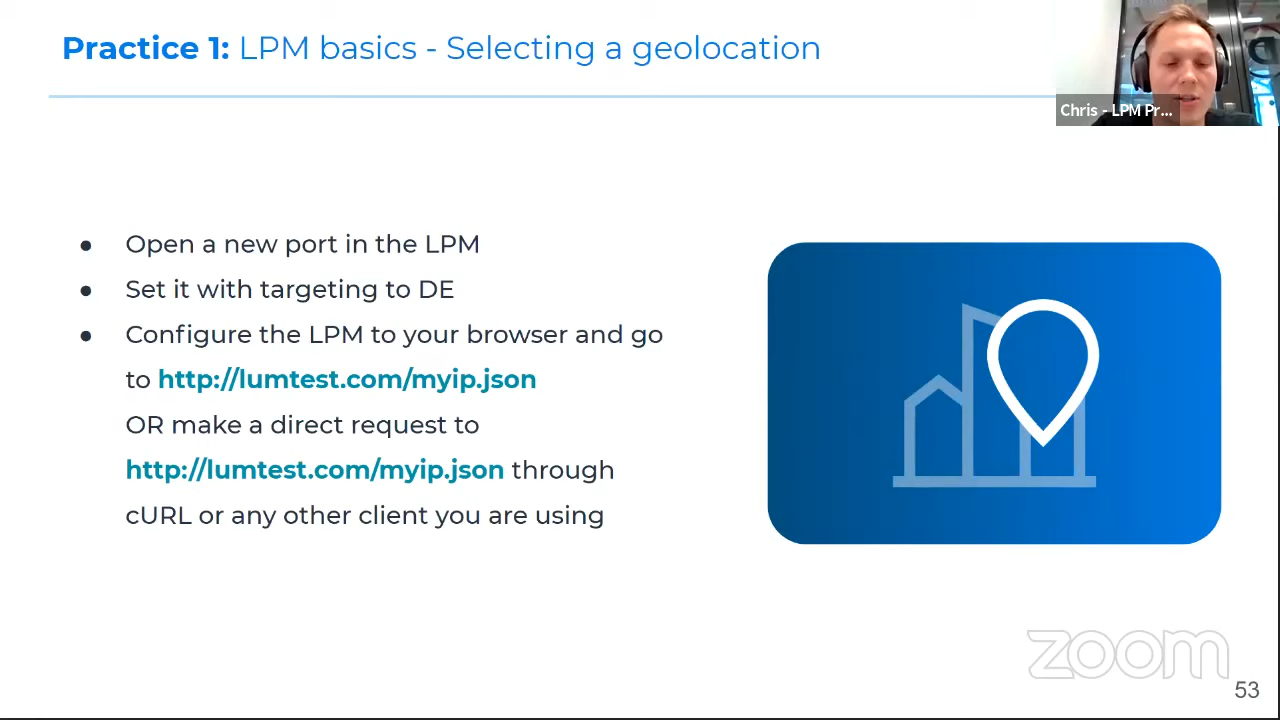 Practice 1: LPM basics - Selecting a geolocation
Chris - LPM Pr...
● Open a new port in the LPM
● Set it with targeting to DE
● Configure the LPM to your browser and go
to http://lumtest.com/myip.json
OR make a direct request to
http://lumtest.com/myip.json through
cURL or any other client you are using
zoom
53